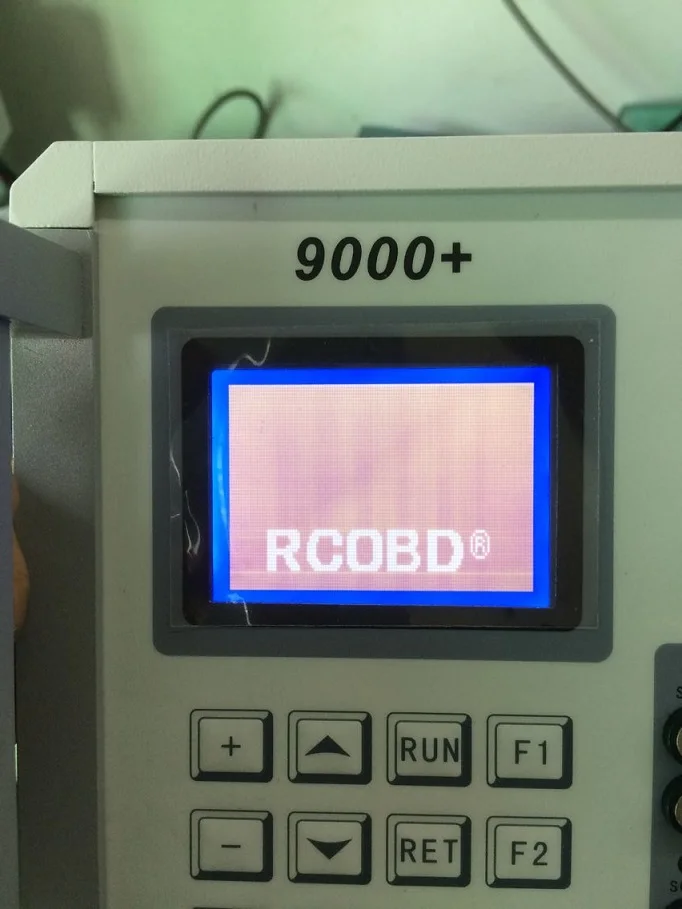 9000+
RCOBD®
+ ▲ RUN F1
- ▼ RET F2